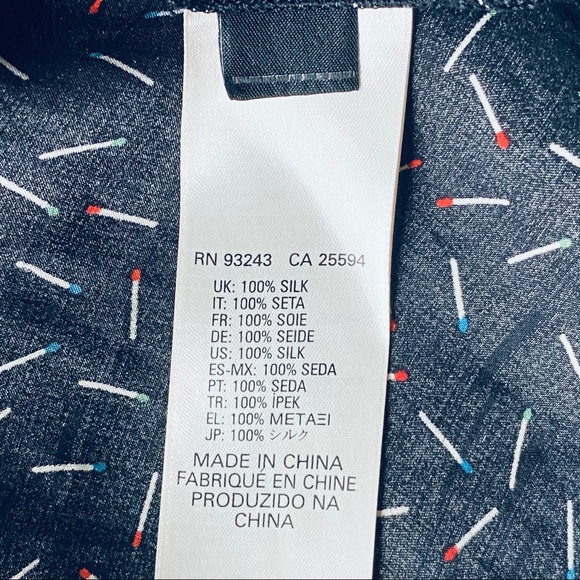 RN 93243 CA 25594
UK: 100% SILK
IT: 100% SETA
FR: 100% SOIE
DE: 100% SEIDE
US: 100% SILK
ES-MX: 100% SEDA
PT: 100% SEDA
TR: 100% İPEK
EL: 100% ΜΕΤΑΞΙ
JP: 100% シルク
MADE IN CHINA
FABRIQUÉ EN CHINE
PRODUZIDO NA
CHINA